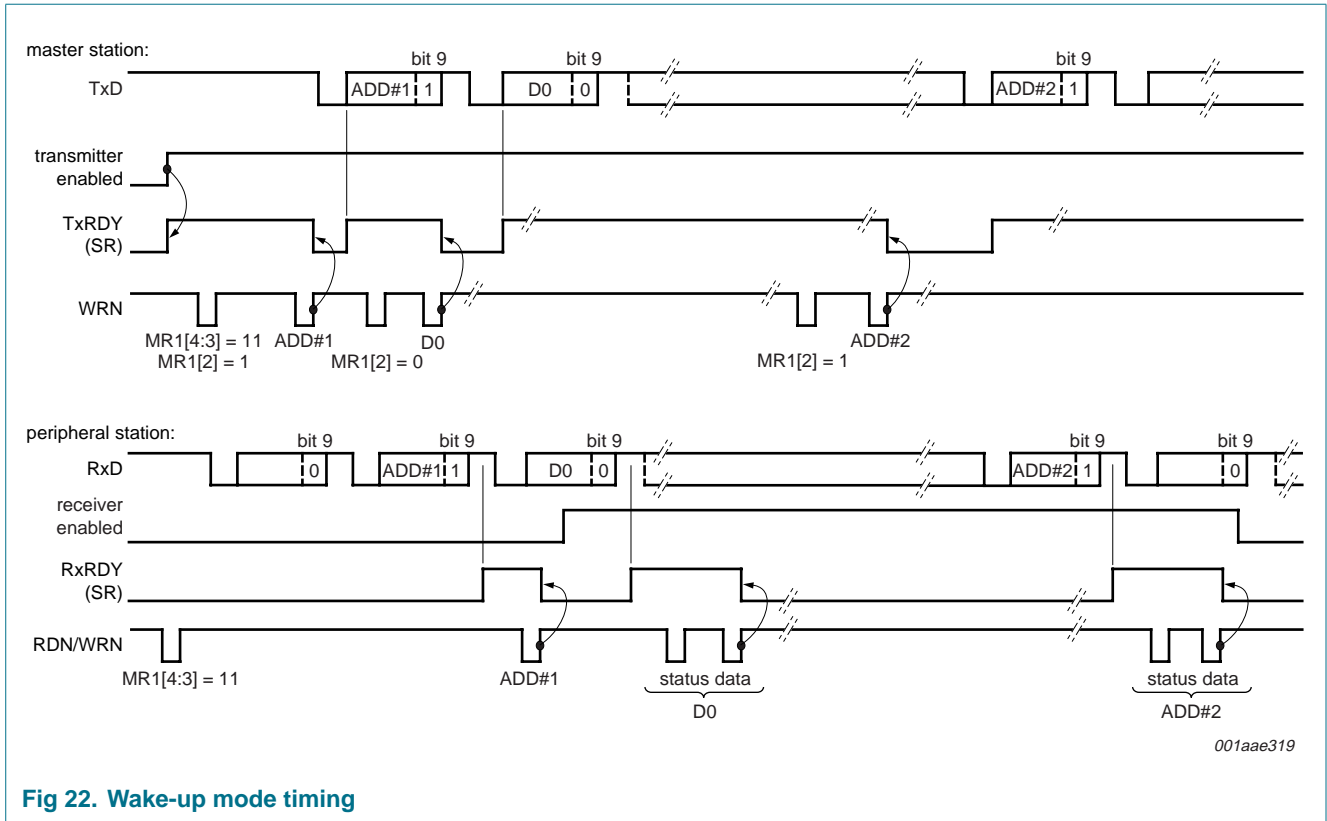 master station:
bit 9 bit 9 bit 9
TxD ADD#1 1 D0 0 ADD#2 1
transmitter
enabled
TxRDY
(SR)
WRN
MR1[4:3] = 11 ADD#1 D0 ADD#2
MR1[2] = 1 MR1[2] = 0 MR1[2] = 1
peripheral station:
bit 9 bit 9 bit 9 bit 9 bit 9
RxD 0 ADD#1 1 D0 0 ADD#2 1 0
receiver
enabled
RxRDY
(SR)
RDN/WRN
MR1[4:3] = 11 ADD#1 status data status data
D0 ADD#2
001aae319
Fig 22. Wake-up mode timing